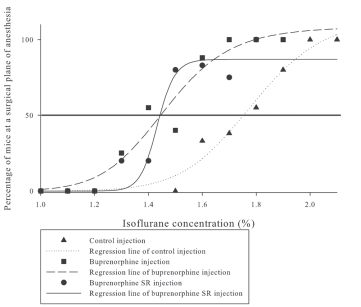 Percentage of mice at a surgical plane of anesthesia
100
50
0
1.0 1.2 1.4 1.6 1.8 2.0
Isoflurane concentration (%)
Control injection
Regression line of control injection
Buprenorphine injection
Regression line of buprenorphine injection
Buprenorphine SR injection
Regression line of buprenorphine SR injection